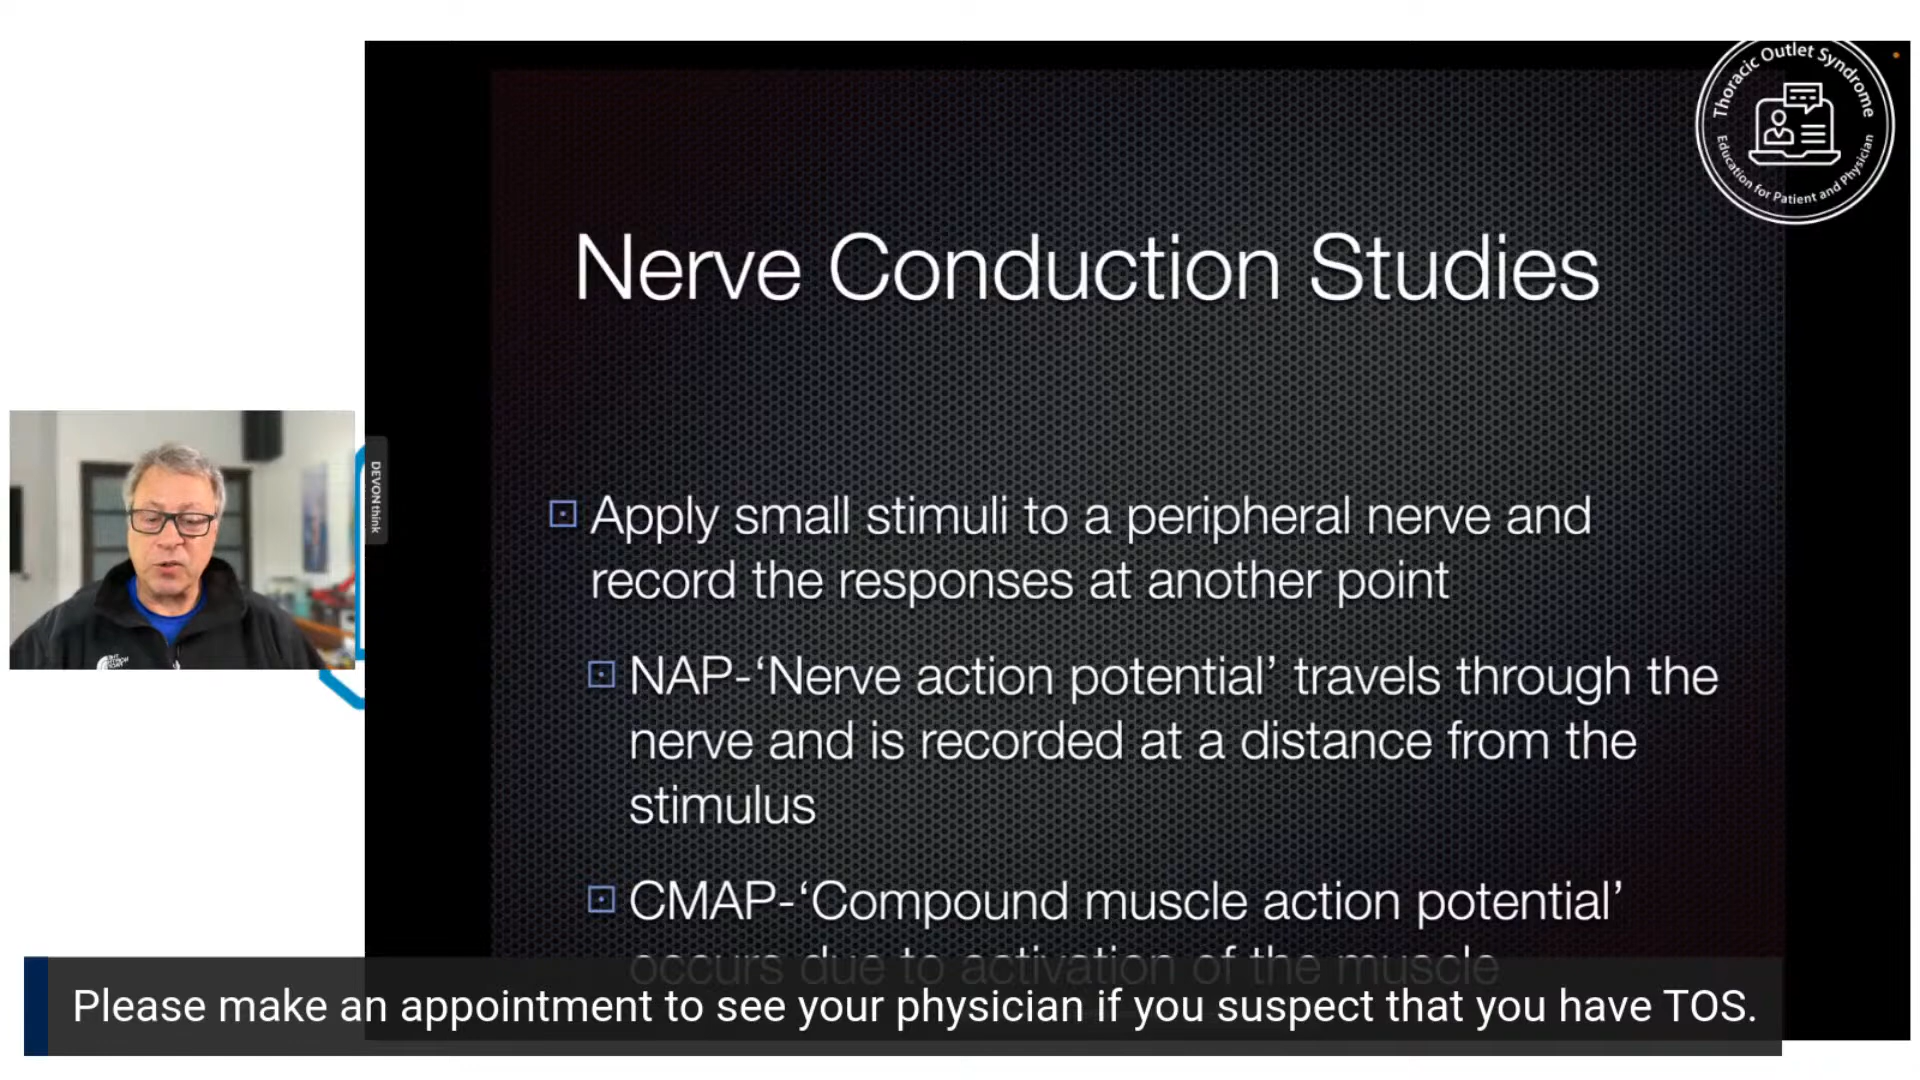 Thoracic Outlet Syndrome
Education for Patient and Physician
Nerve Conduction Studies
DEVONthink
Apply small stimuli to a peripheral nerve and
record the responses at another point
NAP-‘Nerve action potential’ travels through the
nerve and is recorded at a distance from the
stimulus
THE NORTH FACE
CMAP-‘Compound muscle action potential’
occurs due to activation of the muscle
Please make an appointment to see your physician if you suspect that you have TOS.